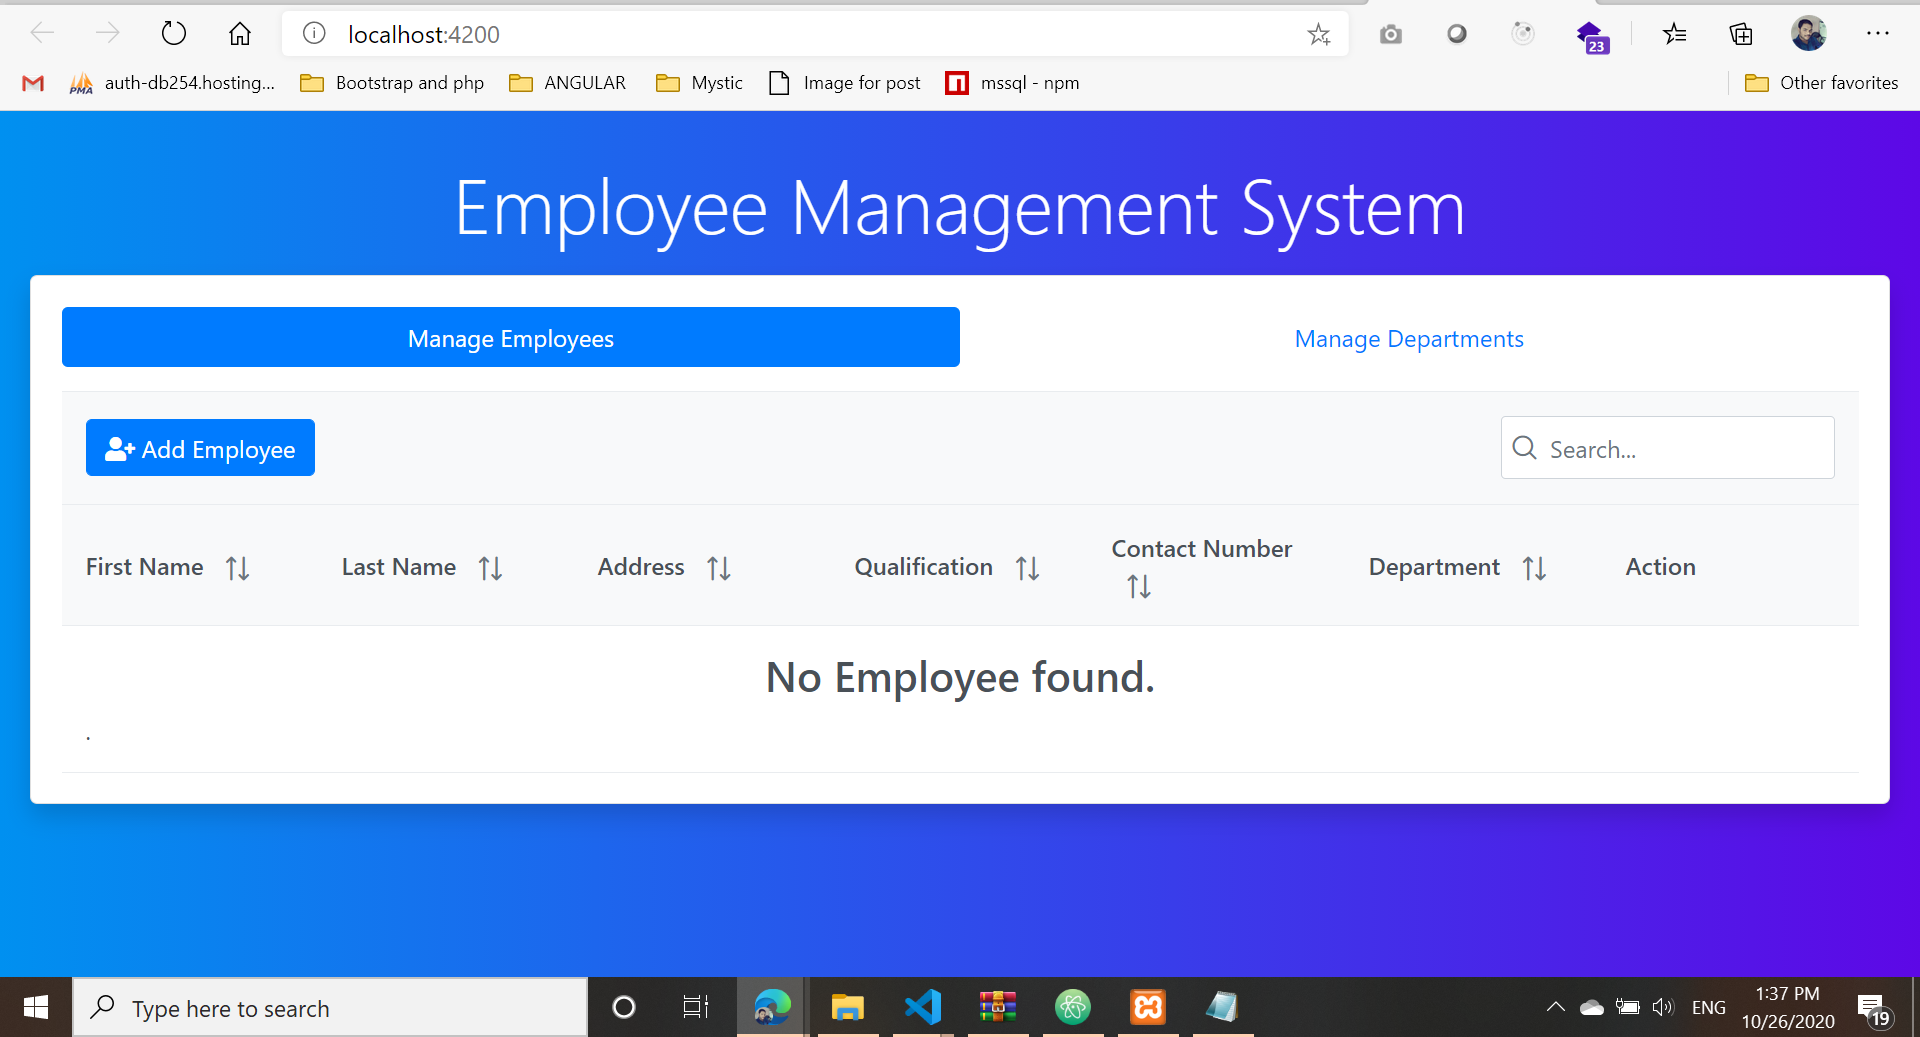 localhost:4200
23
PMA
auth-db254.hosting...
Bootstrap and php
ANGULAR
Mystic
Image for post
mssql - npm
Other favorites
Employee Management System
Manage Employees
Manage Departments
Add Employee
Search...
First Name
Last Name
Address
Qualification
Contact Number
Department
Action
No Employee found.
.
Type here to search
ENG
1:37 PM
10/26/2020
19